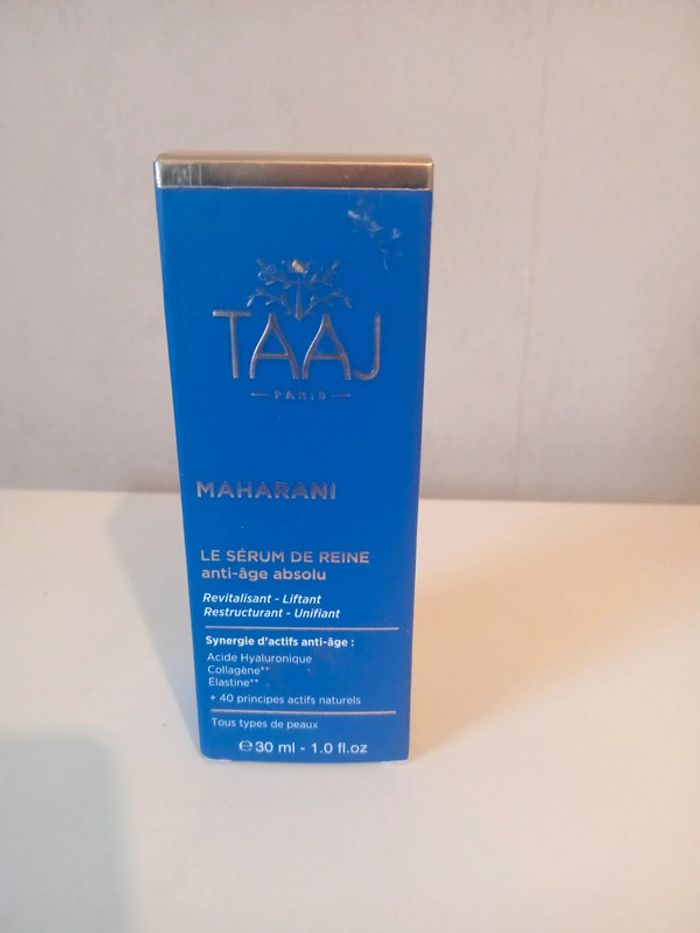 TAAJ
PARIS
MAHARANI
LE SÉRUM DE REINE
anti-âge absolu
Revitalisant - Liftant
Restructurant - Unifiant
Synergie d'actifs anti-âge :
Acide Hyaluronique
Collagène**
Élastine**
+ 40 principes actifs naturels
Tous types de peaux
℮ 30 ml - 1.0 fl.oz